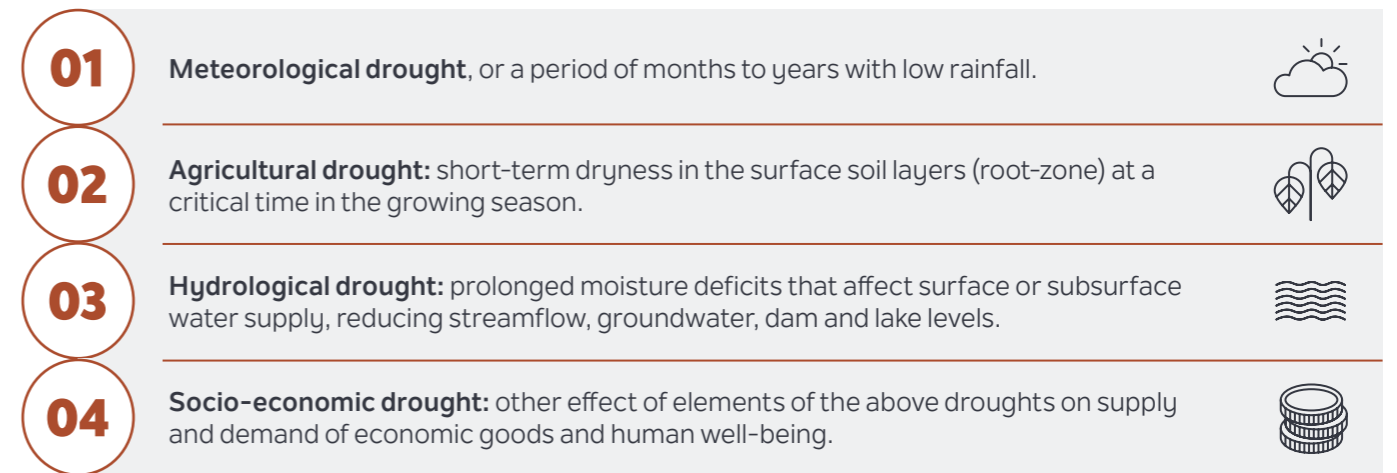 01
Meteorological drought, or a period of months to years with low rainfall.
02
Agricultural drought: short-term dryness in the surface soil layers (root-zone) at a
critical time in the growing season.
03
Hydrological drought: prolonged moisture deficits that affect surface or subsurface
water supply, reducing streamflow, groundwater, dam and lake levels.
04
Socio-economic drought: other effect of elements of the above droughts on supply
and demand of economic goods and human well-being.